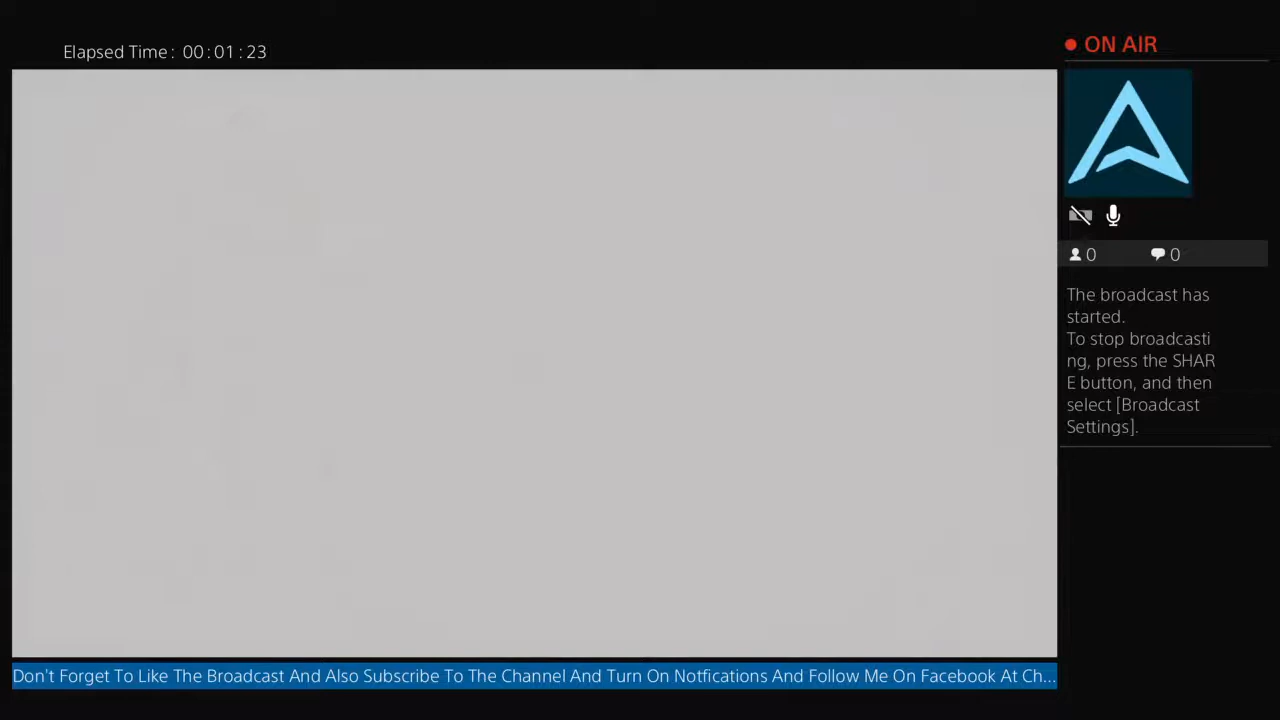 Elapsed Time: 00:01:23
ON AIR
0 0
The broadcast has
started.
To stop broadcasti
ng, press the SHAR
E button, and then
select [Broadcast
Settings].
Don't Forget To Like The Broadcast And Also Subscribe To The Channel And Turn On Notfications And Follow Me On Facebook At Ch...